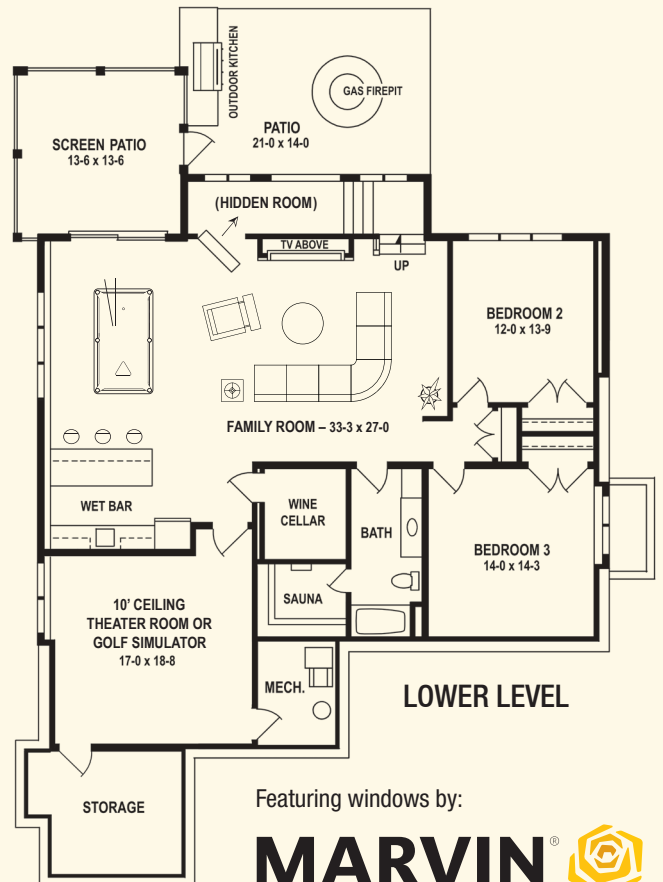 OUTDOOR KITCHEN
GAS FIREPIT
PATIO
21-0 x 14-0
SCREEN PATIO
13-6 x 13-6
(HIDDEN ROOM)
TV ABOVE
UP
BEDROOM 2
12-0 x 13-9
FAMILY ROOM – 33-3 x 27-0
WET BAR
WINE
CELLAR
BATH
BEDROOM 3
14-0 x 14-3
SAUNA
10' CEILING
THEATER ROOM OR
GOLF SIMULATOR
17-0 x 18-8
MECH.
LOWER LEVEL
STORAGE
Featuring windows by:
MARVIN®